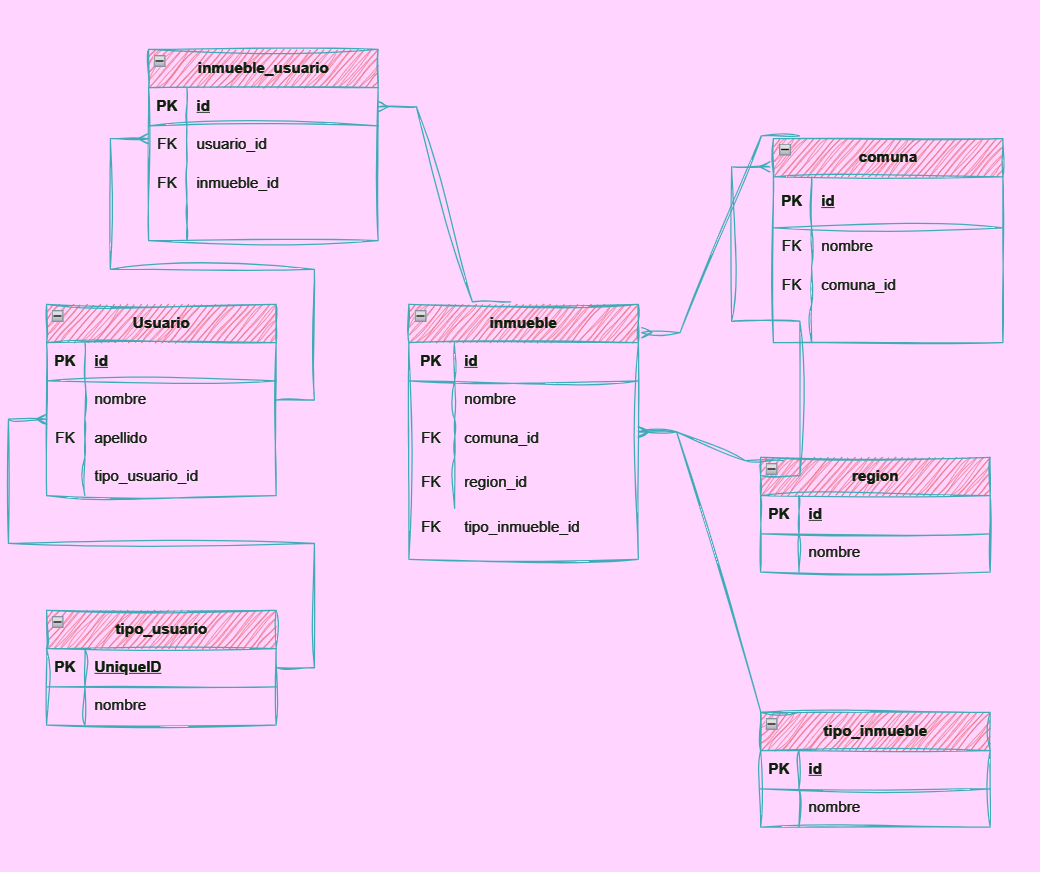 inmueble_usuario
PK id
FK usuario_id
FK inmueble_id
comuna
PK id
FK nombre
FK comuna_id
Usuario
PK id
nombre
FK apellido
tipo_usuario_id
inmueble
PK id
nombre
FK comuna_id
FK region_id
FK tipo_inmueble_id
region
PK id
nombre
tipo_usuario
PK UniqueID
nombre
tipo_inmueble
PK id
nombre